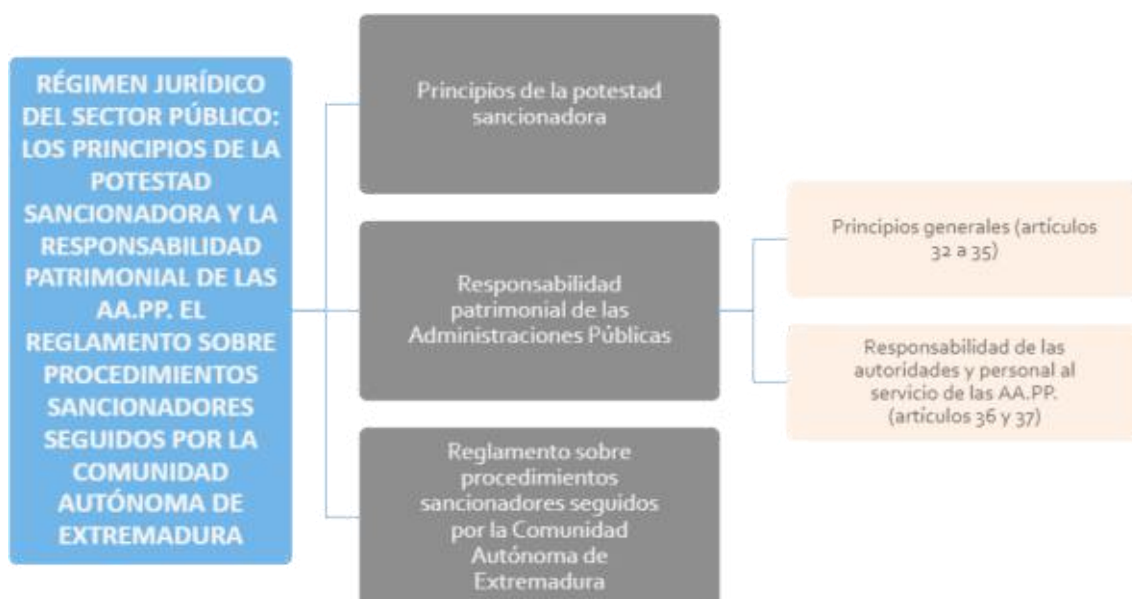 RÉGIMEN JURÍDICO
DEL SECTOR PÚBLICO:
LOS PRINCIPIOS DE LA
POTESTAD
SANCIONADORA Y LA
RESPONSABILIDAD
PATRIMONIAL DE LAS
AA.PP. EL
REGLAMENTO SOBRE
PROCEDIMIENTOS
SANCIONADORES
SEGUIDOS POR LA
COMUNIDAD
AUTÓNOMA DE
EXTREMADURA
Principios de la potestad
sancionadora
Responsabilidad
patrimonial de las
Administraciones Públicas
Principios generales (artículos
32 a 35)
Responsabilidad de las
autoridades y personal al
servicio de las AA.PP.
(artículos 36 y 37)
Reglamento sobre
procedimientos
sancionadores seguidos
por la Comunidad
Autónoma de
Extremadura